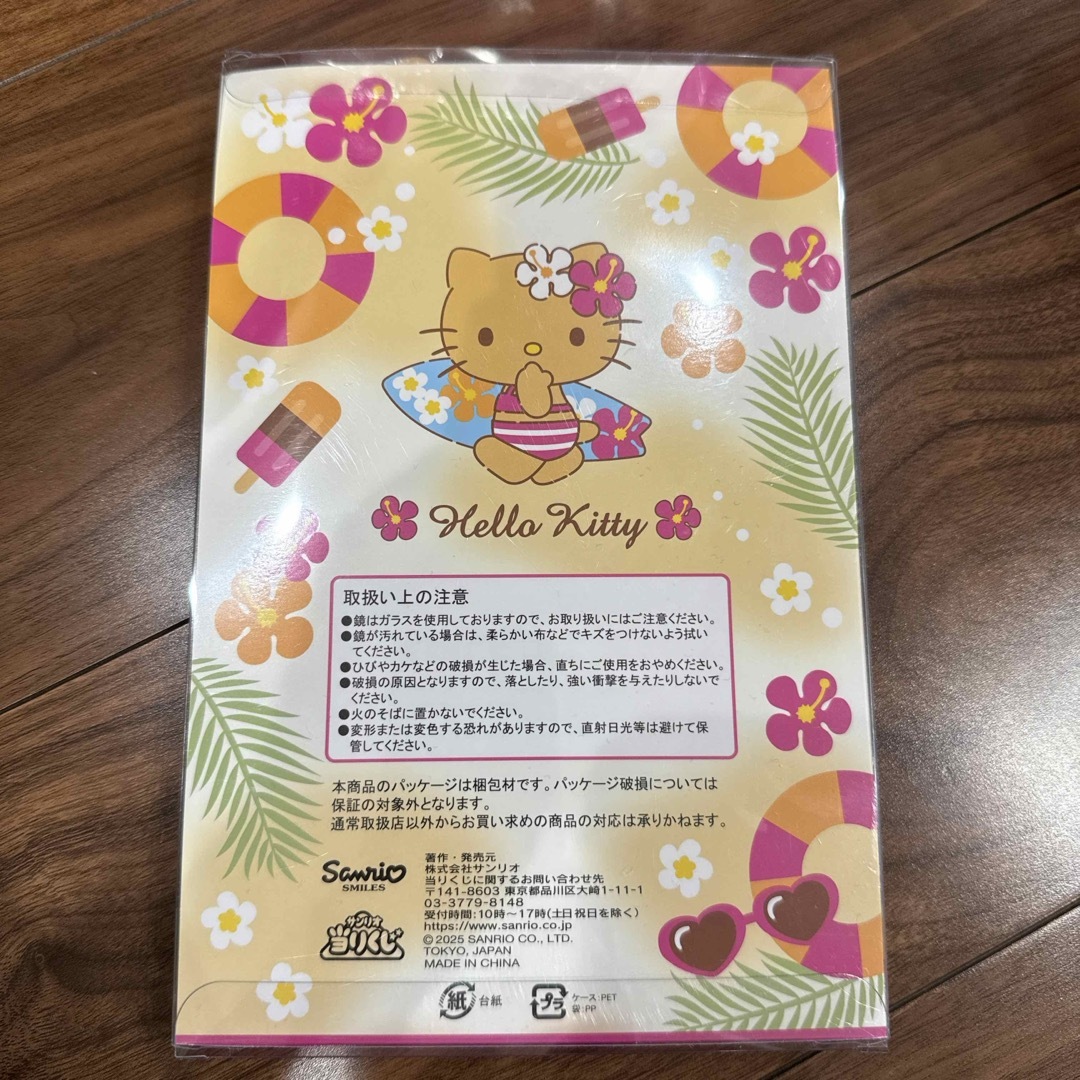 Hello Kitty
取扱い上の注意
●鏡はガラスを使用しておりますので、お取り扱いにはご注意ください。
●鏡が汚れている場合は、柔らかい布などでキズをつけないよう拭い
てください。
●ひびやカケなどの破損が生じた場合、直ちにご使用をおやめください。
●破損の原因となりますので、落としたり、強い衝撃を与えたりしないで
ください。
●火のそばに置かないでください。
●変形または変色する恐れがありますので、直射日光等は避けて保
管してください。
本商品のパッケージは梱包材です。パッケージ破損については
保証の対象外となります。
通常取扱店以外からお買い求めの商品の対応は承りかねます。
Sanrio
SMILES
サンリオ
当りくじ
著作・発売元
株式会社サンリオ
当りくじに関するお問い合わせ先
〒141-8603 東京都品川区大崎1-11-1
03-3779-8148
受付時間:10時～17時(土日祝日を除く)
https://www.sanrio.co.jp
© 2025 SANRIO CO., LTD.
TOKYO, JAPAN
MADE IN CHINA
紙 台紙
プラ ケース:PET
袋:PP